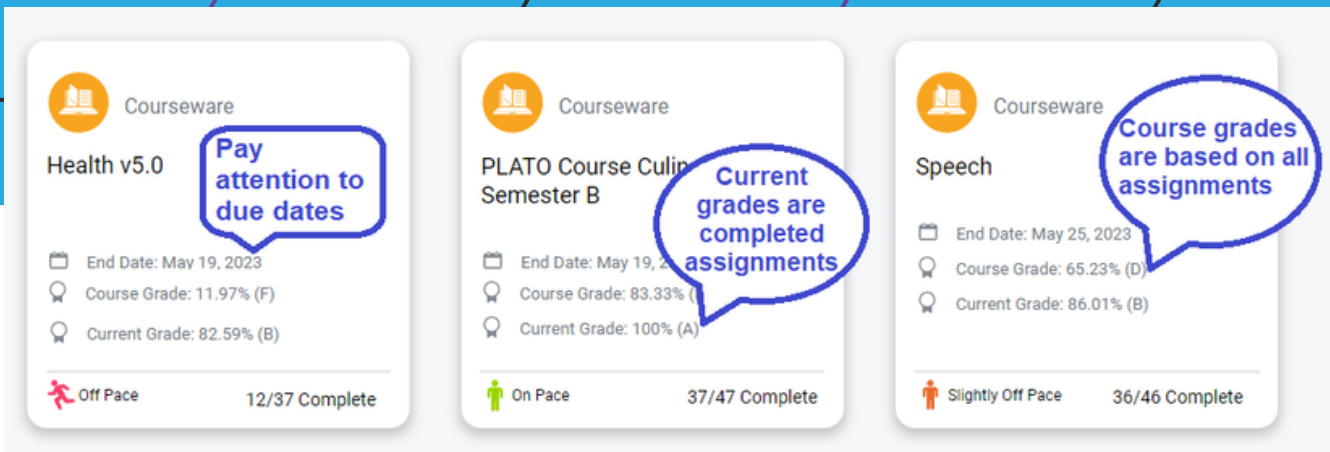 Courseware
Health v5.0
Pay
attention to
due dates
End Date: May 19, 2023
Course Grade: 11.97% (F)
Current Grade: 82.59% (B)
Off Pace
12/37 Complete
Courseware
PLATO Course
Semester B
Current
grades are
completed
assignments
End Date: May 19,
Course Grade: 83.33%
Current Grade: 100% (A)
On Pace
37/47 Complete
Courseware
Speech
Course grades
are based on all
assignments
End Date: May 25, 2023
Course Grade: 65.23% (D)
Current Grade: 86.01% (B)
Slightly Off Pace
36/46 Complete